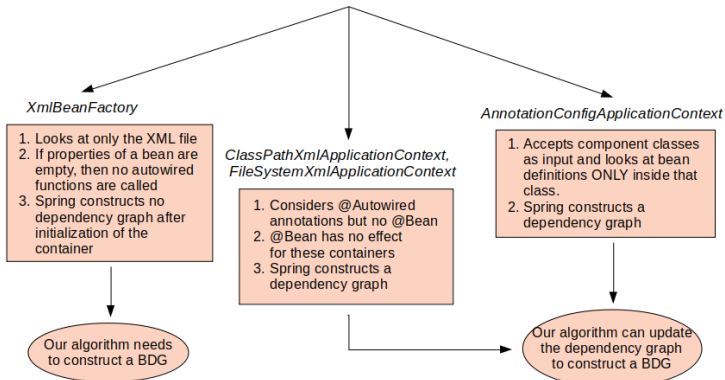 XmlBeanFactory
1. Looks at only the XML file
2. If properties of a bean are
empty, then no autowired
functions are called
3. Spring constructs no
dependency graph after
initialization of the
container
Our algorithm needs
to construct a BDG
ClassPathXmlApplicationContext,
FileSystemXmlApplicationContext
1. Considers @Autowired
annotations but no @Bean
2. @Bean has no effect
for these containers
3. Spring constructs a
dependency graph
AnnotationConfigApplicationContext
1. Accepts component classes
as input and looks at bean
definitions ONLY inside that
class.
2. Spring constructs a
dependency graph
Our algorithm can update
the dependency graph
to construct a BDG